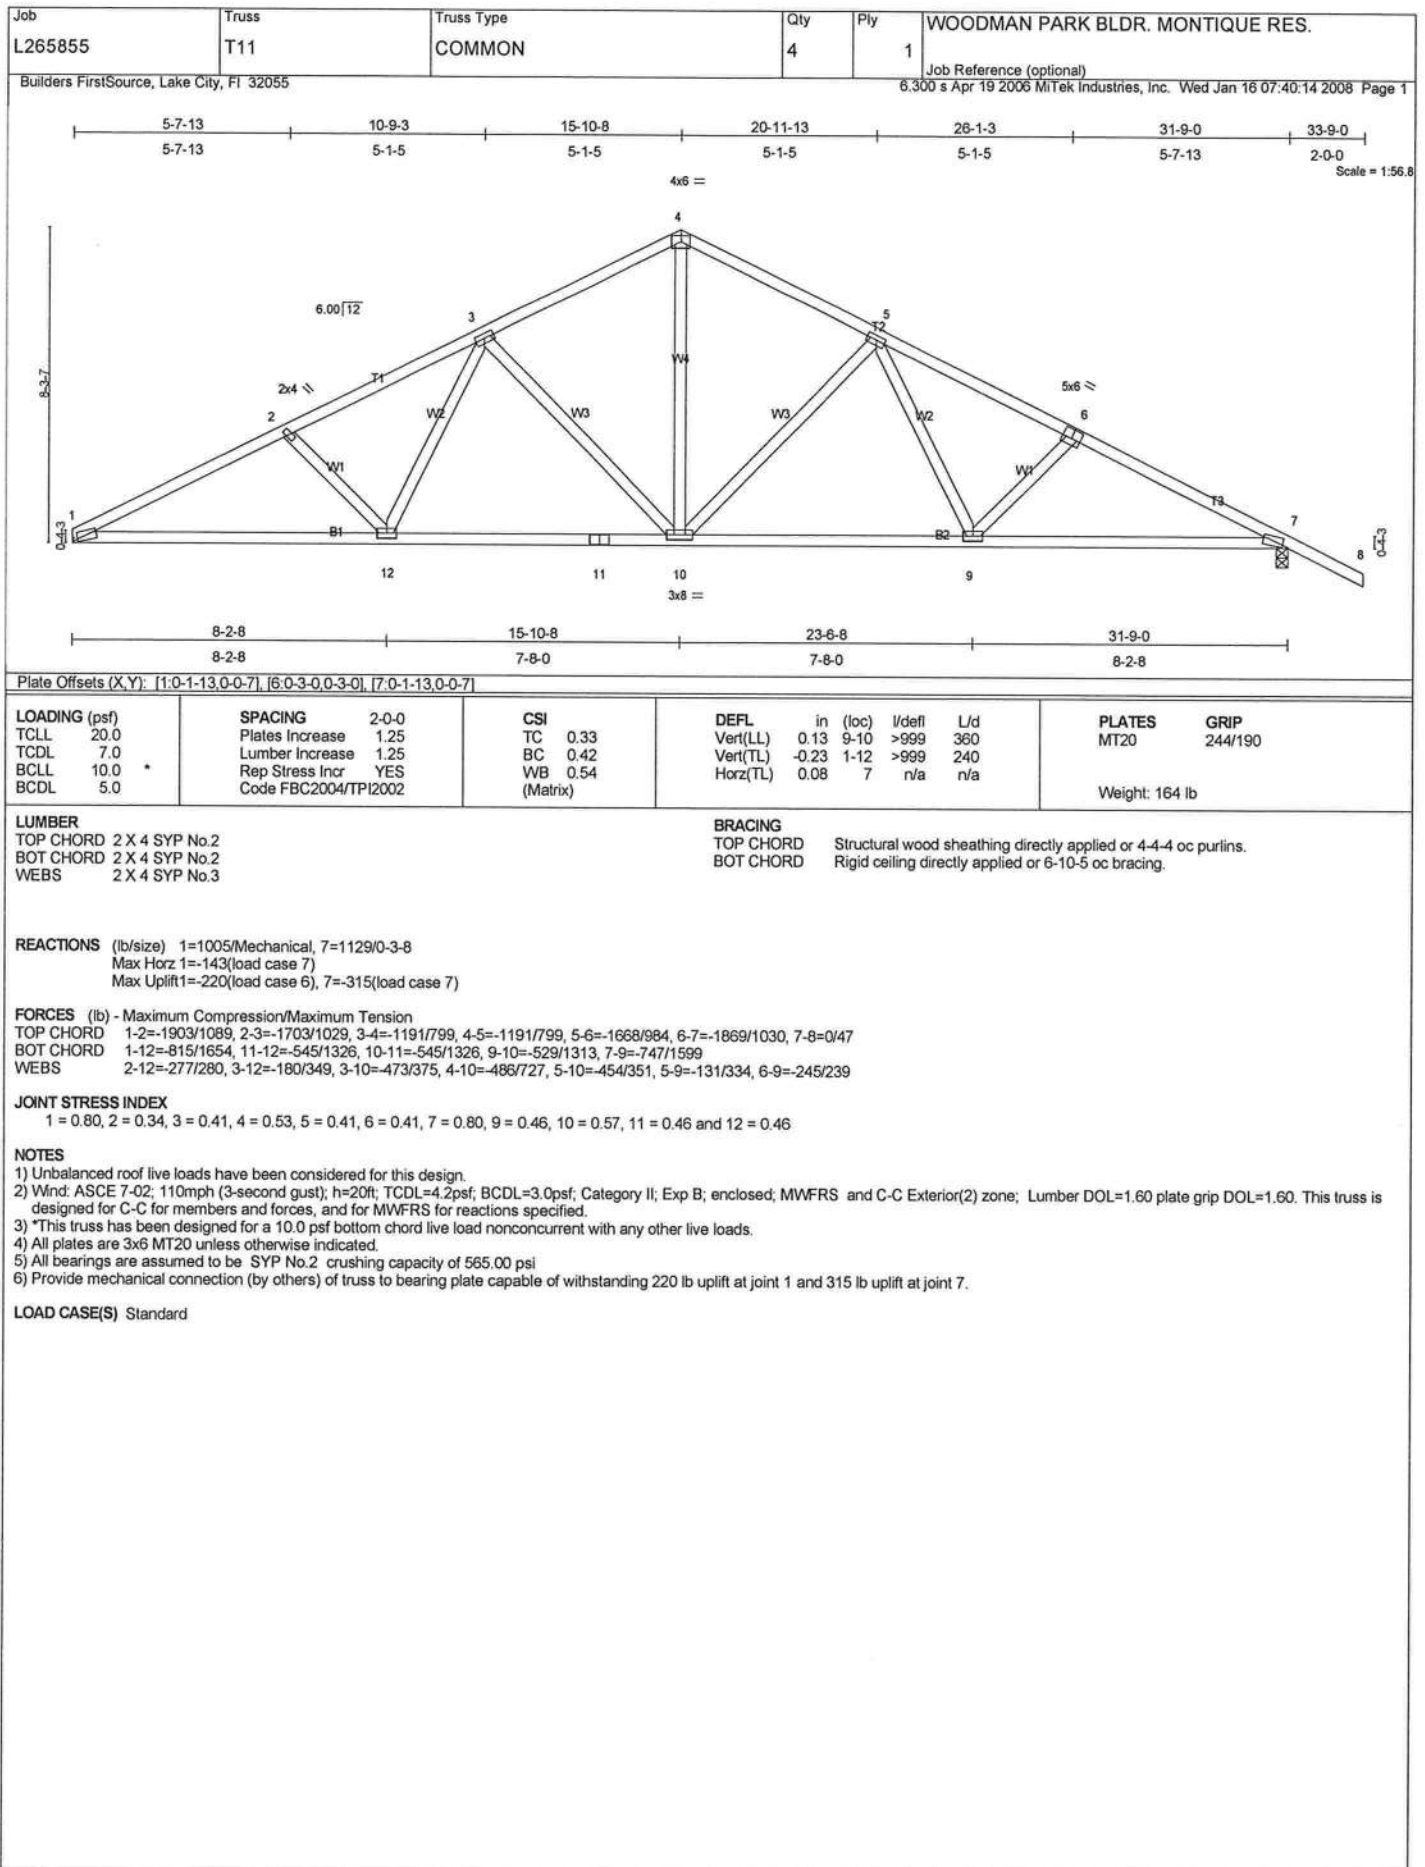 Job Truss Truss Type Qty Ply WOODMAN PARK BLDR. MONTIQUE RES.
L265855 T11 COMMON 4 1
Job Reference (optional)
Builders FirstSource, Lake City, Fl 32055 6.300 s Apr 19 2006 MiTek Industries, Inc. Wed Jan 16 07:40:14 2008 Page 1
5-7-13 10-9-3 15-10-8 20-11-13 26-1-3 31-9-0 33-9-0
5-7-13 5-1-5 5-1-5 5-1-5 5-1-5 5-7-13 2-0-0
Scale = 1:56.8
4x6 =
4
6.00 12
3
5
T2
8-3-7
W4
2x4 \\
T1
5x6 \\
2
W2
W3
W3
W2
6
W1
W1
T3
1
0-4-3
B1
B2
7
8
0-4-3
12 11 10 9
3x8 =
8-2-8 15-10-8 23-6-8 31-9-0
8-2-8 7-8-0 7-8-0 8-2-8
Plate Offsets (X,Y): [1:0-1-13,0-0-7], [6:0-3-0,0-3-0], [7:0-1-13,0-0-7]
LOADING (psf) SPACING 2-0-0 CSI DEFL in (loc) l/defl L/d PLATES GRIP
TCLL 20.0 Plates Increase 1.25 TC 0.33 Vert(LL) 0.13 9-10 >999 360 MT20 244/190
TCDL 7.0 Lumber Increase 1.25 BC 0.42 Vert(TL) -0.23 1-12 >999 240
BCLL 10.0 * Rep Stress Incr YES WB 0.54 Horz(TL) 0.08 7 n/a n/a
BCDL 5.0 Code FBC2004/TPI2002 (Matrix) Weight: 164 lb
LUMBER
TOP CHORD 2 X 4 SYP No.2
BOT CHORD 2 X 4 SYP No.2
WEBS 2 X 4 SYP No.3
BRACING
TOP CHORD Structural wood sheathing directly applied or 4-4-4 oc purlins.
BOT CHORD Rigid ceiling directly applied or 6-10-5 oc bracing.
REACTIONS (lb/size) 1=1005/Mechanical, 7=1129/0-3-8
Max Horz 1=-143(load case 7)
Max Uplift1=-220(load case 6), 7=-315(load case 7)
FORCES (lb) - Maximum Compression/Maximum Tension
TOP CHORD 1-2=-1903/1089, 2-3=-1703/1029, 3-4=-1191/799, 4-5=-1191/799, 5-6=-1668/984, 6-7=-1869/1030, 7-8=0/47
BOT CHORD 1-12=-815/1654, 11-12=-545/1326, 10-11=-545/1326, 9-10=-529/1313, 7-9=-747/1599
WEBS 2-12=-277/280, 3-12=-180/349, 3-10=-473/375, 4-10=-486/727, 5-10=-454/351, 5-9=-131/334, 6-9=-245/239
JOINT STRESS INDEX
1 = 0.80, 2 = 0.34, 3 = 0.41, 4 = 0.53, 5 = 0.41, 6 = 0.41, 7 = 0.80, 9 = 0.46, 10 = 0.57, 11 = 0.46 and 12 = 0.46
NOTES
1) Unbalanced roof live loads have been considered for this design.
2) Wind: ASCE 7-02; 110mph (3-second gust); h=20ft; TCDL=4.2psf; BCDL=3.0psf; Category II; Exp B; enclosed; MWFRS and C-C Exterior(2) zone; Lumber DOL=1.60 plate grip DOL=1.60. This truss is
designed for C-C for members and forces, and for MWFRS for reactions specified.
3) *This truss has been designed for a 10.0 psf bottom chord live load nonconcurrent with any other live loads.
4) All plates are 3x6 MT20 unless otherwise indicated.
5) All bearings are assumed to be SYP No.2 crushing capacity of 565.00 psi
6) Provide mechanical connection (by others) of truss to bearing plate capable of withstanding 220 lb uplift at joint 1 and 315 lb uplift at joint 7.
LOAD CASE(S) Standard